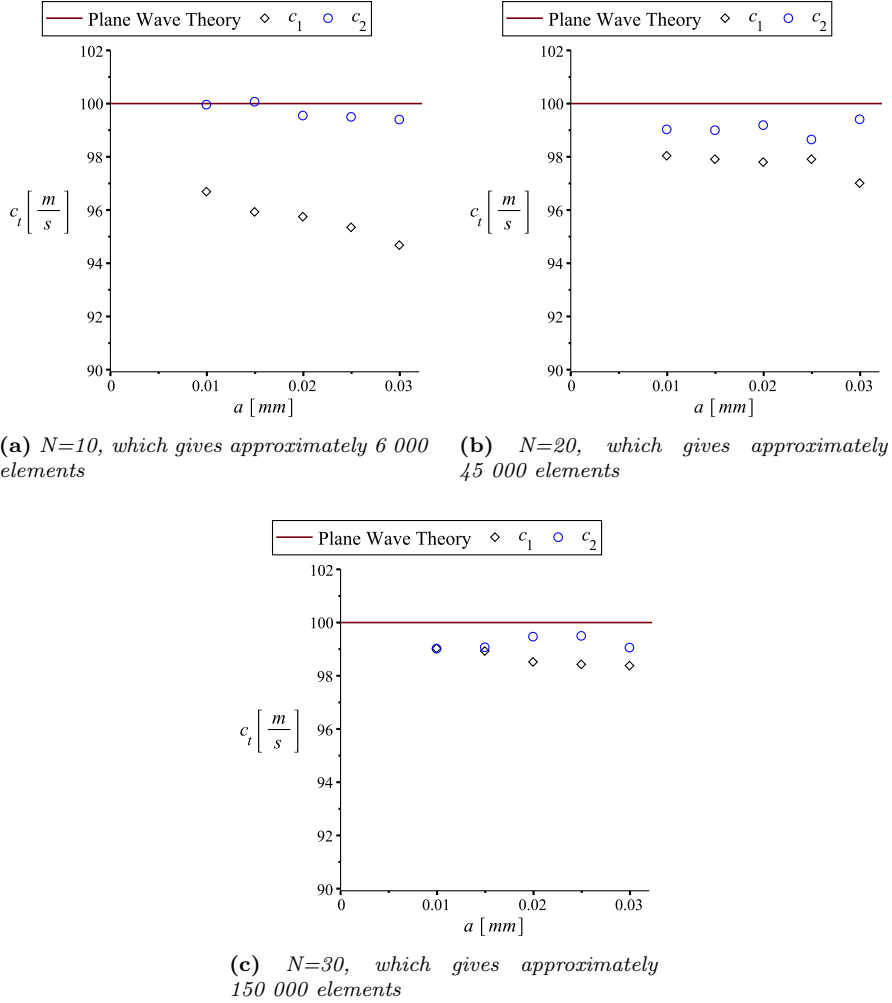 Plane Wave Theory c1 c2
102
100
98
96
94
92
90
ct [m/s]
0 0.01 0.02 0.03
a [mm]
(a) N=10, which gives approximately 6 000
elements
Plane Wave Theory c1 c2
102
100
98
96
94
92
90
ct [m/s]
0 0.01 0.02 0.03
a [mm]
(b) N=20, which gives approximately
45 000 elements
Plane Wave Theory c1 c2
102
100
98
96
94
92
90
ct [m/s]
0 0.01 0.02 0.03
a [mm]
(c) N=30, which gives approximately
150 000 elements